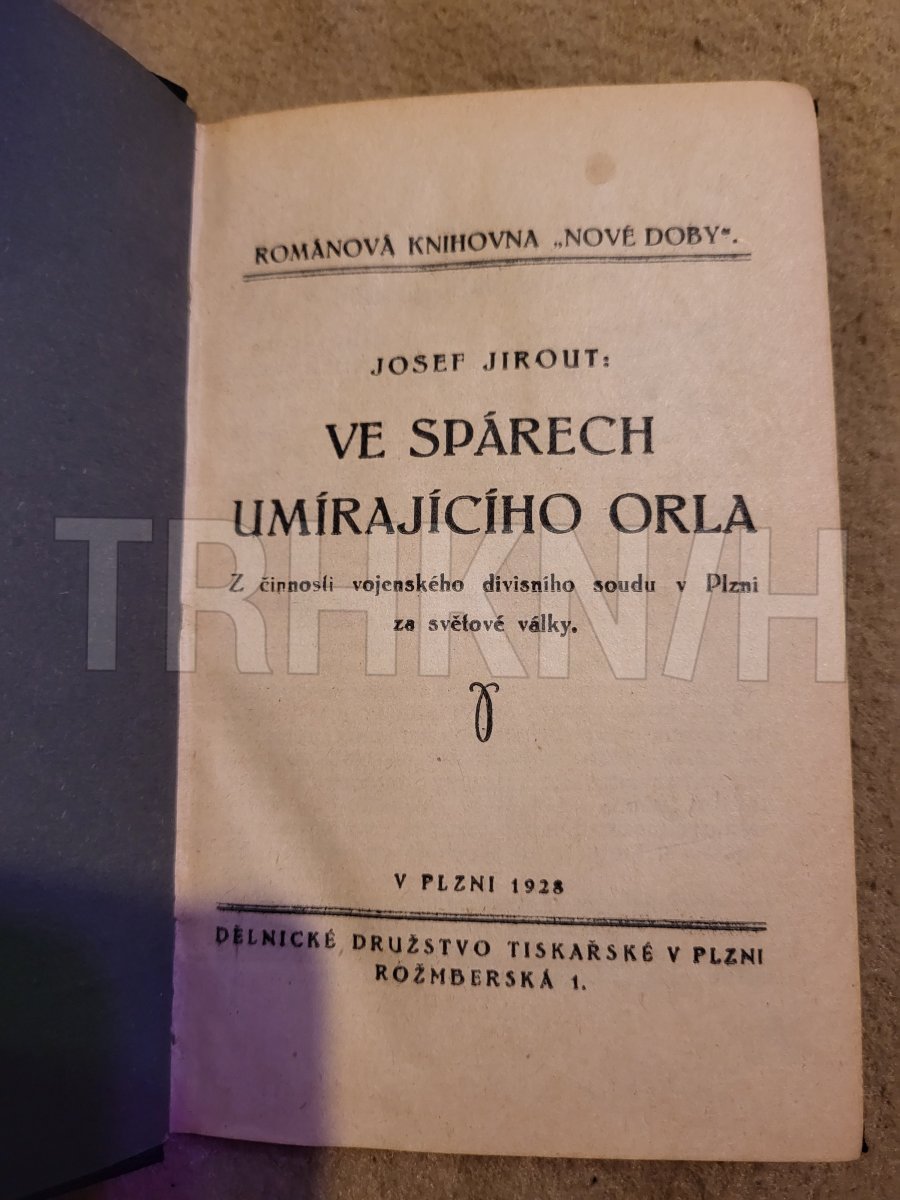 ROMÁNOVÁ KNIHOVNA „NOVÉ DOBY“.
JOSEF JIROUT:
VE SPÁRECH
UMÍRAJÍCÍHO ORLA
Z činnosti vojenského divisního soudu v Plzni
za světové války.
TRHKNIH
V PLZNI 1928
DĚLNICKÉ DRUŽSTVO TISKAŘSKÉ V PLZNI
ROŽMBERSKÁ 1.